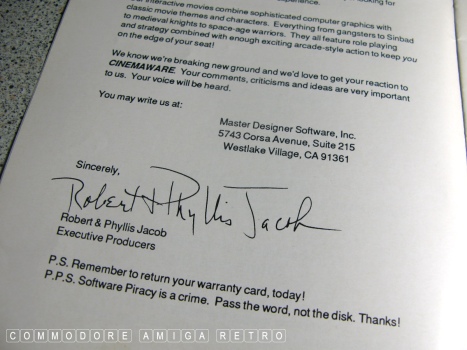 looking for
interactive movies combine sophisticated computer graphics with
classic movie themes and characters. Everything from gangsters to Sinbad
to medieval knights to space-age warriors. They all feature role playing
and strategy combined with enough exciting arcade-style action to keep you
on the edge of your seat!
We know we're breaking new ground and we'd love to get your reaction to
CINEMAWARE. Your comments, criticisms and ideas are very important
to us. Your voice will be heard.
You may write us at:
Master Designer Software, Inc.
5743 Corsa Avenue, Suite 215
Westlake Village, CA 91361
Sincerely,
Robert & Phyllis Jacob
Robert & Phyllis Jacob
Executive Producers
P.S. Remember to return your warranty card, today!
P.P.S. Software Piracy is a crime. Pass the word, not the disk. Thanks!
COMMODORE AMIGA RETRO